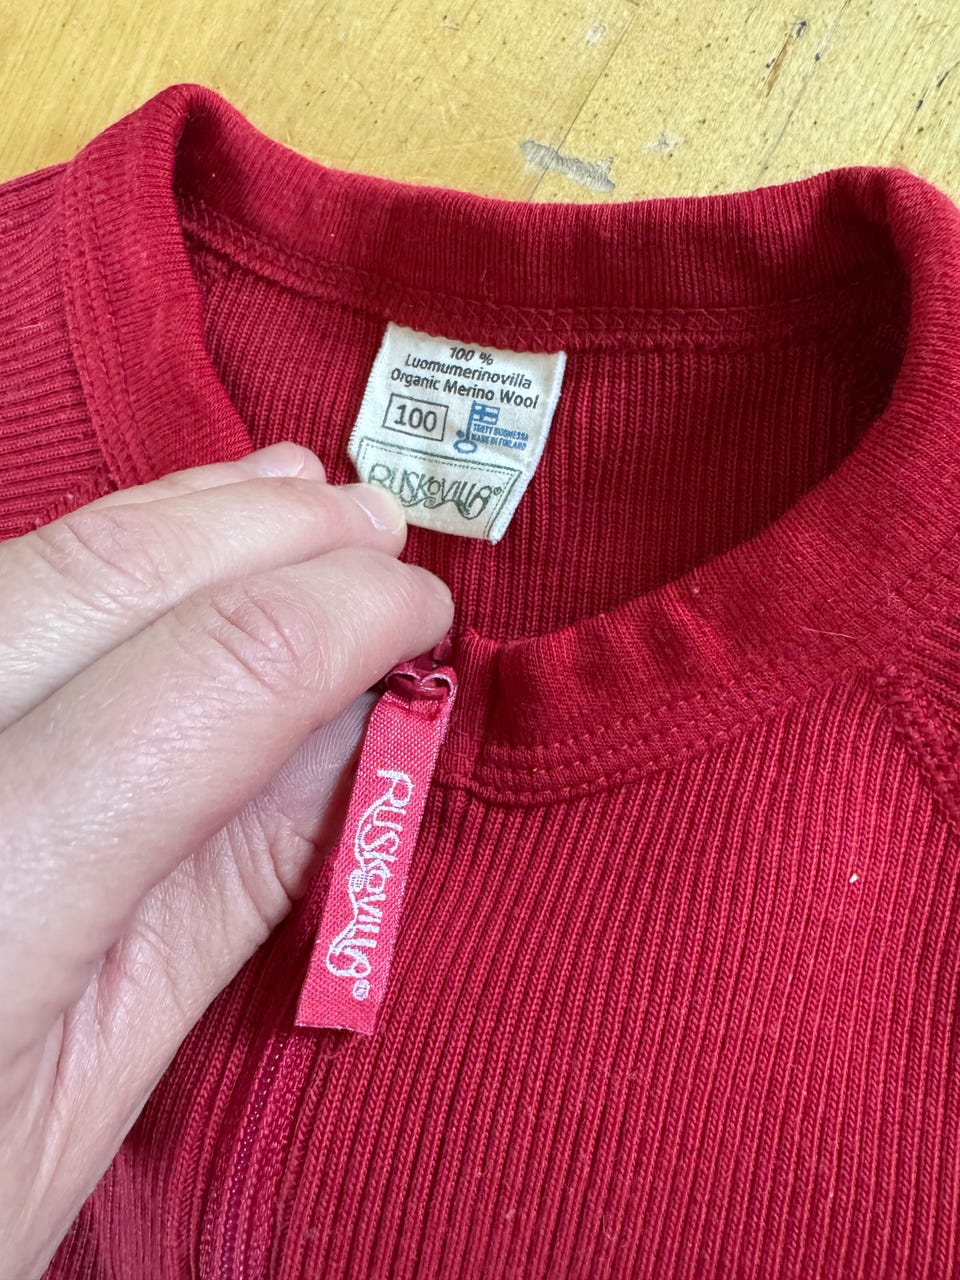 100 %
Luomumerinovilla
Organic Merino Wool
100
TEHTY SUOMESSA
MADE IN FINLAND
RUSKOVILLA®
RUSKOVILLA®